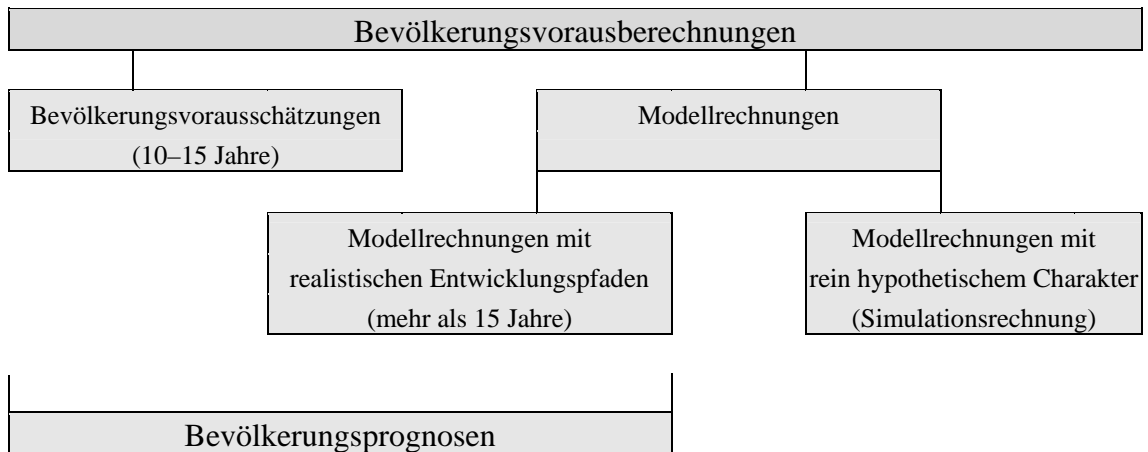 Bevölkerungsvorausberechnungen
Bevölkerungsvorausschätzungen
(10–15 Jahre)
Modellrechnungen
Modellrechnungen mit
realistischen Entwicklungspfaden
(mehr als 15 Jahre)
Modellrechnungen mit
rein hypothetischem Charakter
(Simulationsrechnung)
Bevölkerungsprognosen